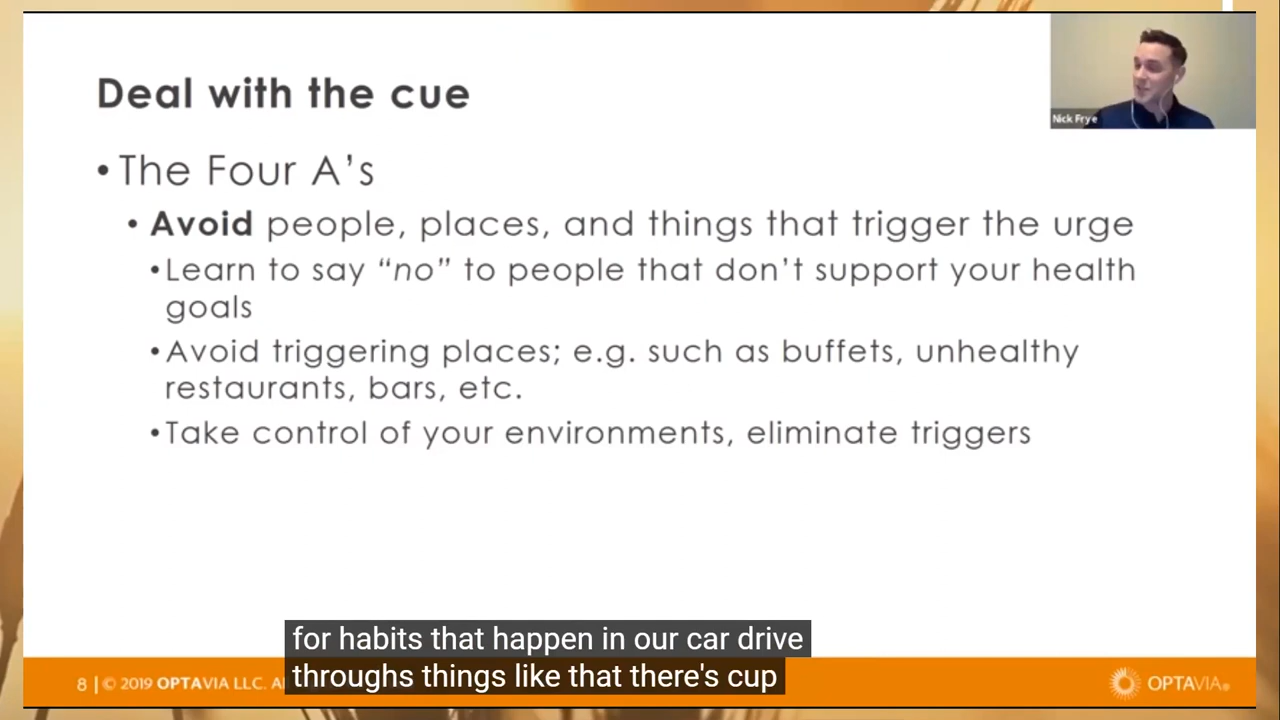 Deal with the cue
Nick Frye
• The Four A's
• Avoid people, places, and things that trigger the urge
• Learn to say “no” to people that don't support your health
goals
• Avoid triggering places; e.g. such as buffets, unhealthy
restaurants, bars, etc.
• Take control of your environments, eliminate triggers
for habits that happen in our car drive
throughs things like that there's cup
8 | © 2019 OPTAVIA LLC.
OPTAVIA®